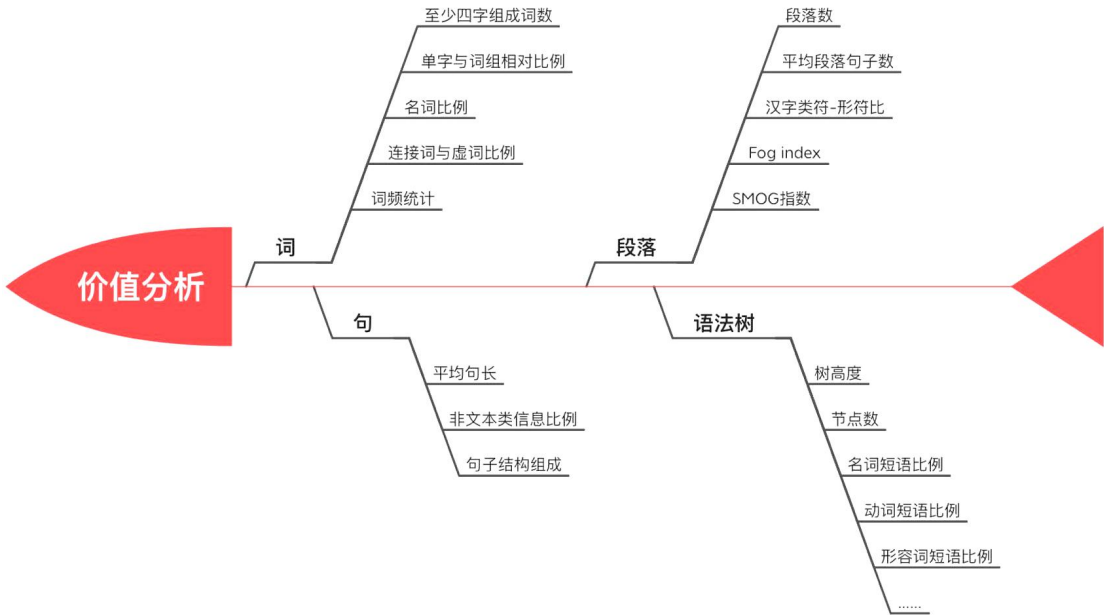 价值分析
词
至少四字组成词数
单字与词组相对比例
名词比例
连接词与虚词比例
词频统计
句
平均句长
非文本类信息比例
句子结构组成
段落
段落数
平均段落句子数
汉字类符-形符比
Fog index
SMOG指数
语法树
树高度
节点数
名词短语比例
动词短语比例
形容词短语比例
......